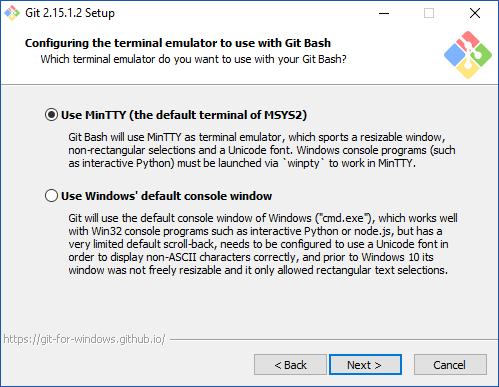 Git 2.15.1.2 Setup
Configuring the terminal emulator to use with Git Bash
Which terminal emulator do you want to use with your Git Bash?
Use MinTTY (the default terminal of MSYS2)
Git Bash will use MinTTY as terminal emulator, which sports a resizable window,
non-rectangular selections and a Unicode font. Windows console programs (such
as interactive Python) must be launched via `winpty` to work in MinTTY.
Use Windows' default console window
Git will use the default console window of Windows ("cmd.exe"), which works well
with Win32 console programs such as interactive Python or node.js, but has a
very limited default scroll-back, needs to be configured to use a Unicode font in
order to display non-ASCII characters correctly, and prior to Windows 10 its
window was not freely resizable and it only allowed rectangular text selections.
https://git-for-windows.github.io/
< Back
Next >
Cancel